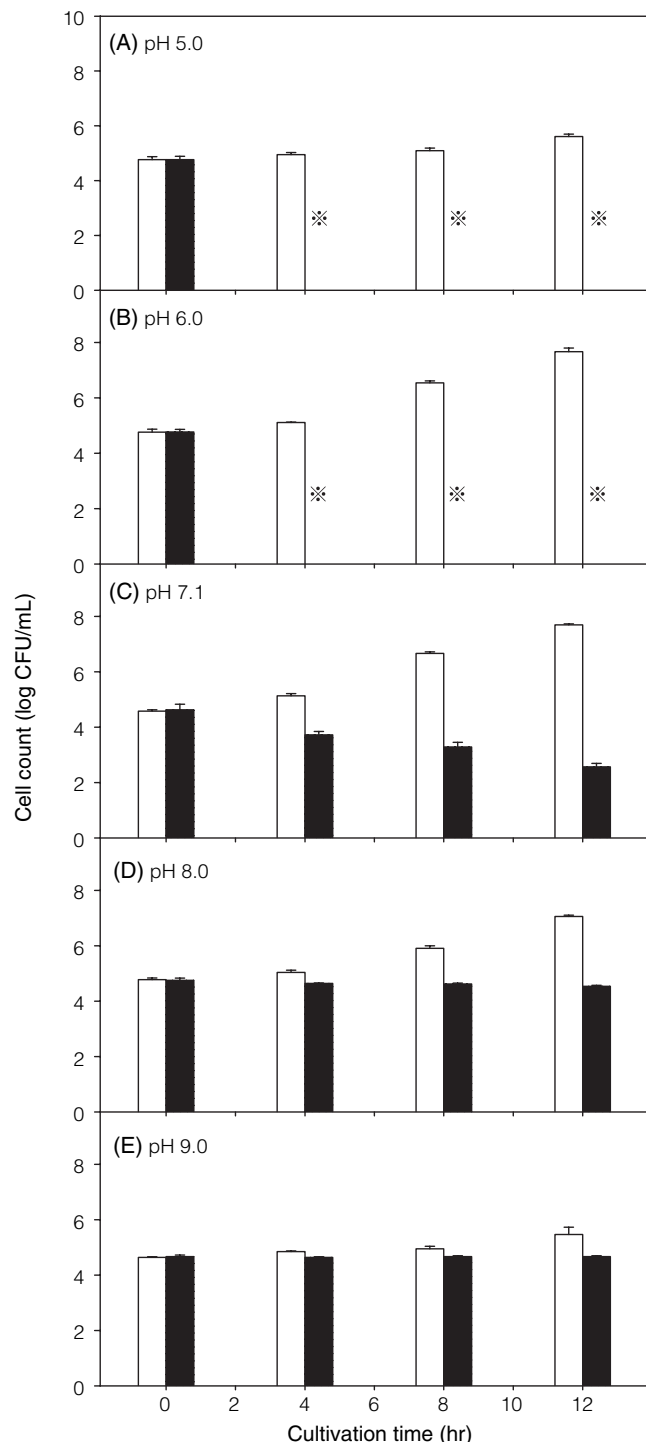 10
(A) pH 5.0
8
6
4
※ ※ ※
2
0
(B) pH 6.0
8
6
4
※ ※ ※
2
0
(C) pH 7.1
8
6
4
2
0
Cell count (log CFU/mL)
(D) pH 8.0
8
6
4
2
0
(E) pH 9.0
8
6
4
2
0
0 2 4 6 8 10 12
Cultivation time (hr)